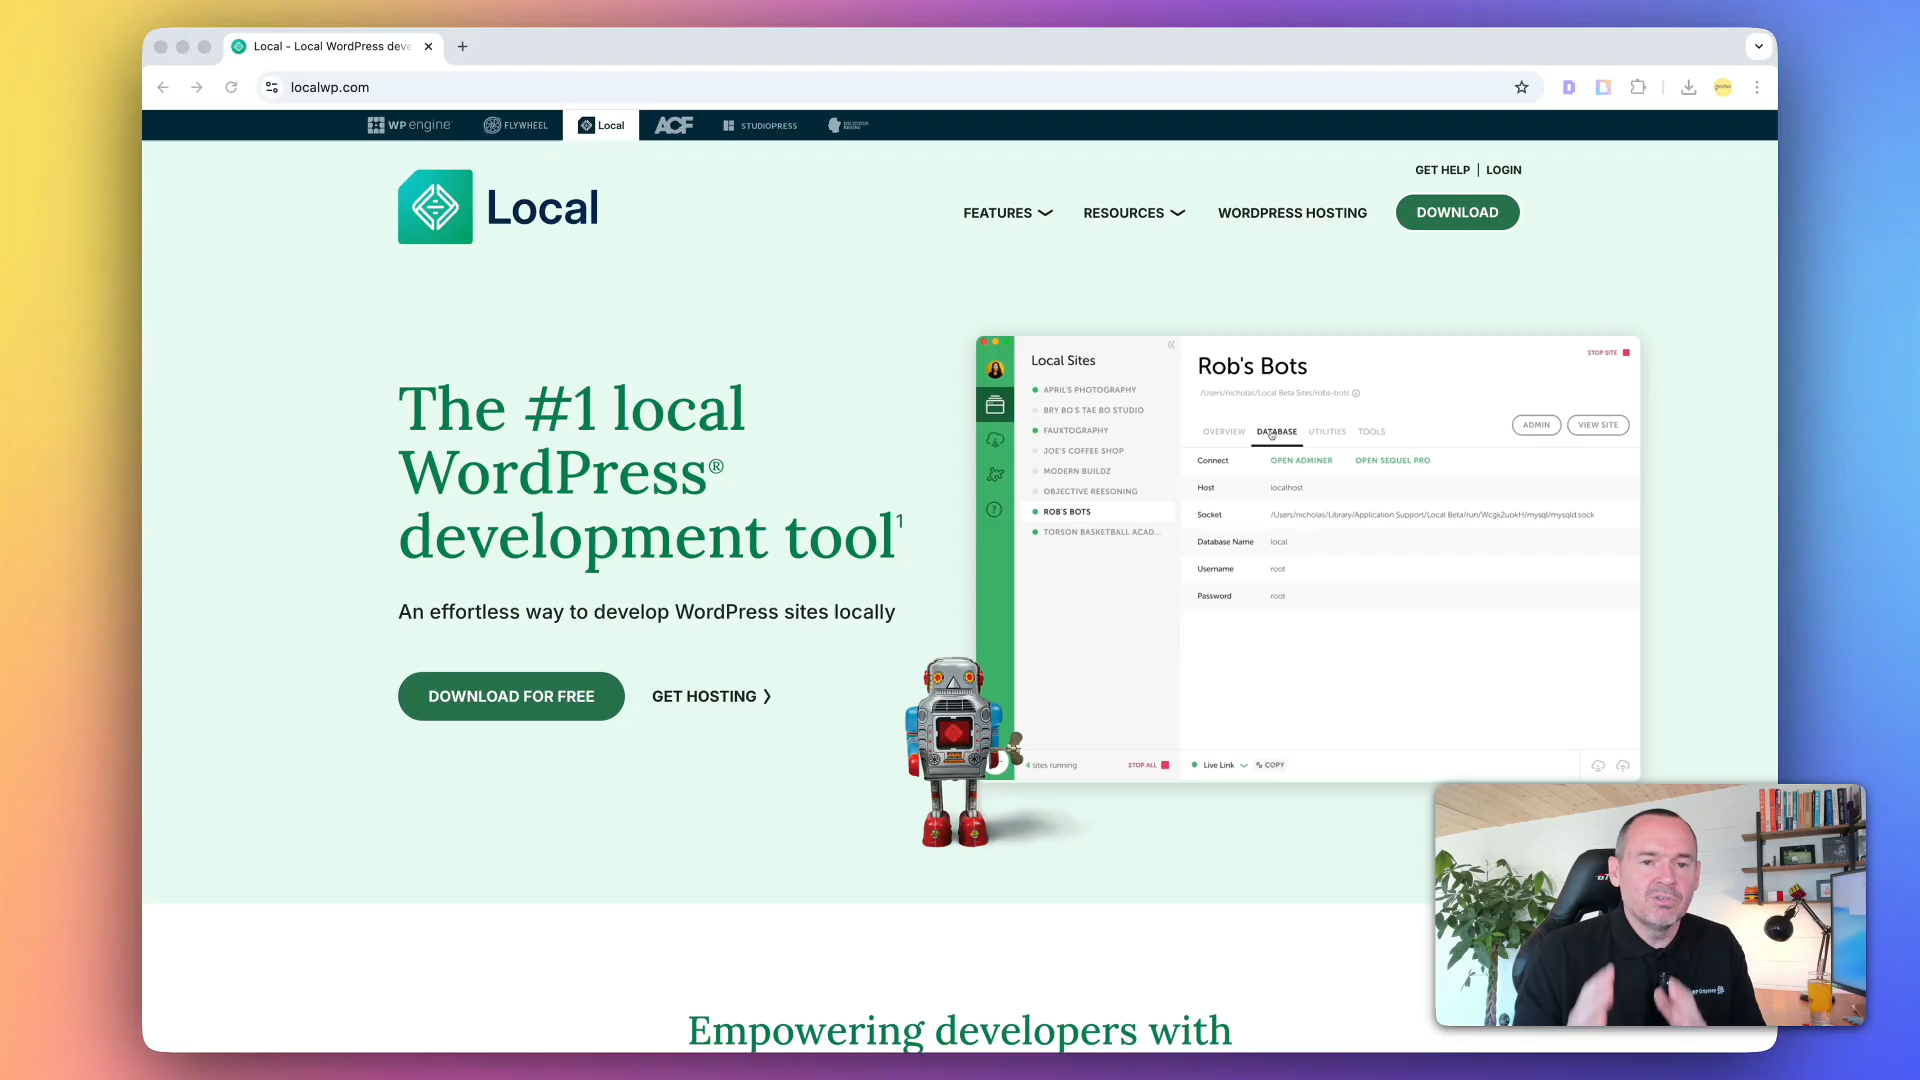 Local - Local WordPress deve
localwp.com
WP engine
FLYWHEEL
Local
ACF
STUDIOPRESS
DELICIOUS BRAINS
GET HELP | LOGIN
Local
FEATURES
RESOURCES
WORDPRESS HOSTING
DOWNLOAD
The #1 local
WordPress®
development tool¹
An effortless way to develop WordPress sites locally
DOWNLOAD FOR FREE
GET HOSTING
Local Sites
APRIL'S PHOTOGRAPHY
BRY BO'S TAE BO STUDIO
FAUXTOGRAPHY
JOE'S COFFEE SHOP
MODERN BUILDZ
OBJECTIVE REESONING
ROB'S BOTS
TORSON BASKETBALL ACAD...
4 sites running
STOP ALL
STOP SITE
Rob's Bots
/Users/nicholas/Local Beta Sites/robs-bots
OVERVIEW DATABASE UTILITIES TOOLS
ADMIN
VIEW SITE
Connect OPEN ADMINER OPEN SEQUEL PRO
Host localhost
Socket /Users/nicholas/Library/Application Support/Local Beta/run/Wcgk2uokH/mysql/mysqld.sock
Database Name local
Username root
Password root
Live Link COPY
WP Odyssey
Empowering developers with